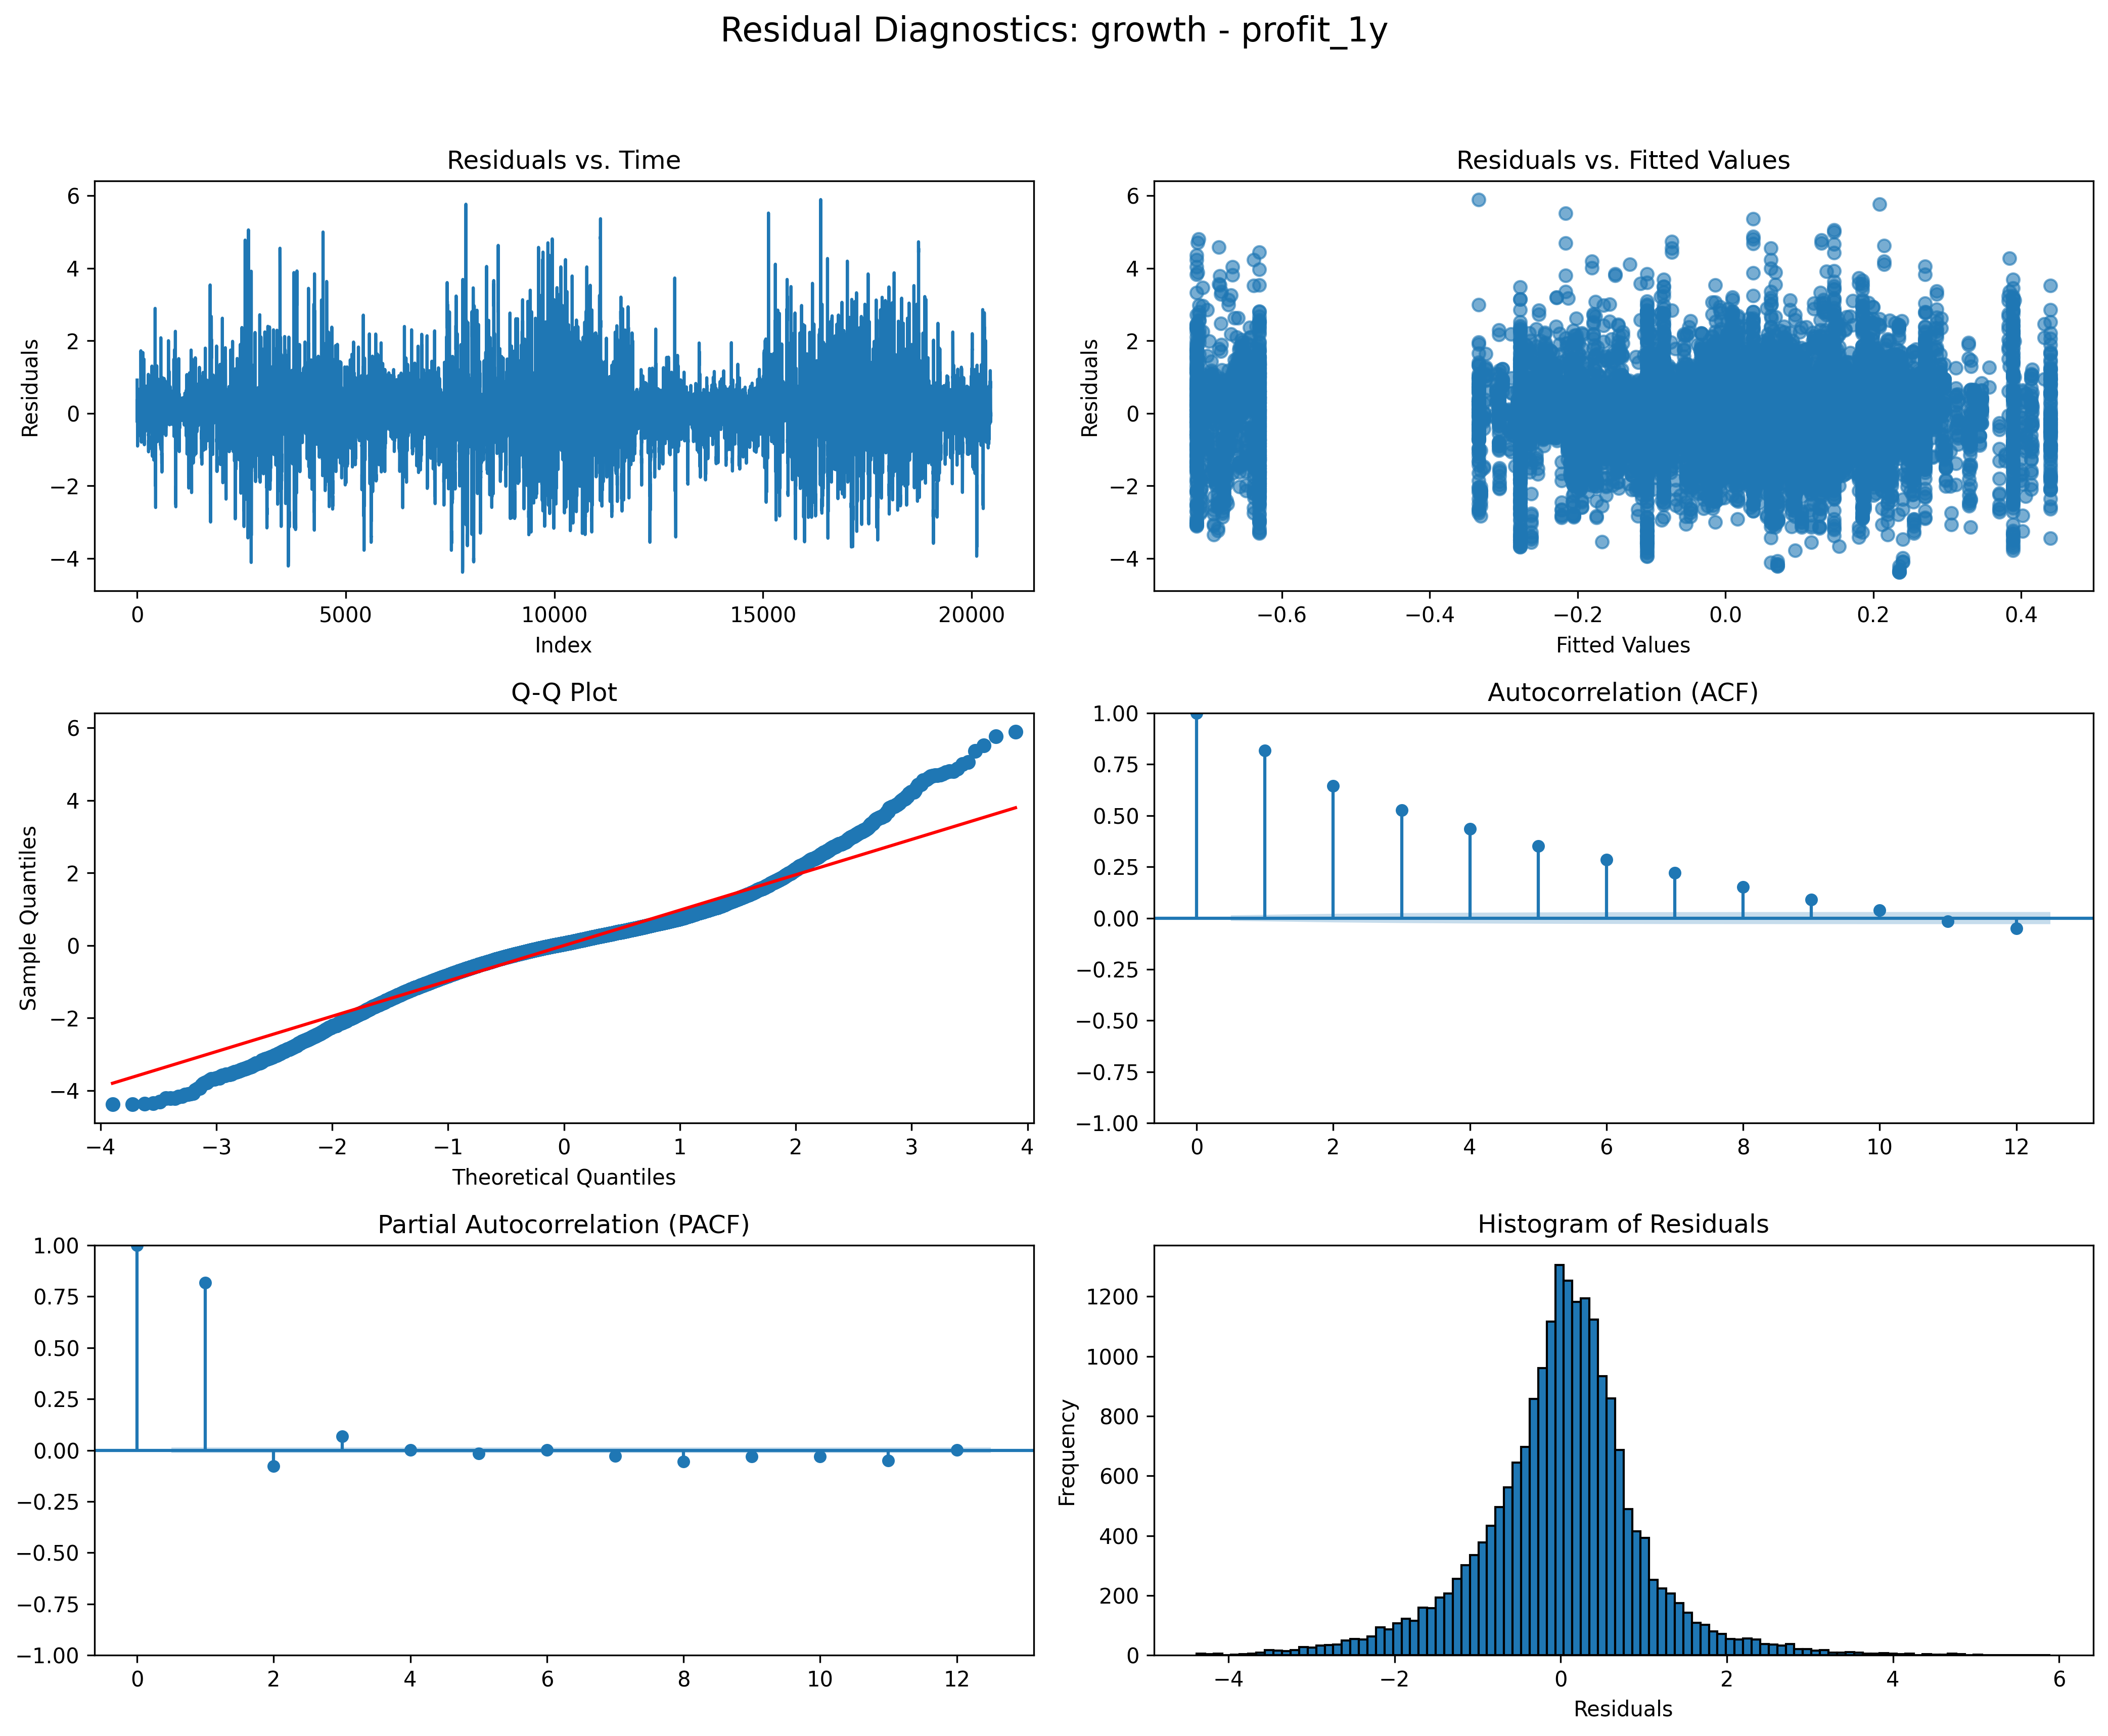 Residual Diagnostics: growth - profit_1y
Residuals vs. Time
Residuals
6
4
2
0
−2
−4
0 5000 10000 15000 20000
Index
Residuals vs. Fitted Values
Residuals
6
4
2
0
−2
−4
−0.6 −0.4 −0.2 0.0 0.2 0.4
Fitted Values
Q-Q Plot
Sample Quantiles
6
4
2
0
−2
−4
−4 −3 −2 −1 0 1 2 3 4
Theoretical Quantiles
Autocorrelation (ACF)
1.00
0.75
0.50
0.25
0.00
−0.25
−0.50
−0.75
−1.00
0 2 4 6 8 10 12
Partial Autocorrelation (PACF)
1.00
0.75
0.50
0.25
0.00
−0.25
−0.50
−0.75
−1.00
0 2 4 6 8 10 12
Histogram of Residuals
Frequency
1200
1000
800
600
400
200
0
−4 −2 0 2 4 6
Residuals